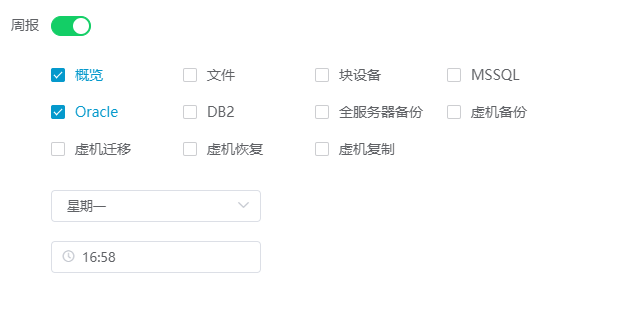 周报
概览 文件 块设备 MSSQL
Oracle DB2 全服务器备份 虚机备份
虚机迁移 虚机恢复 虚机复制
星期一
16:58